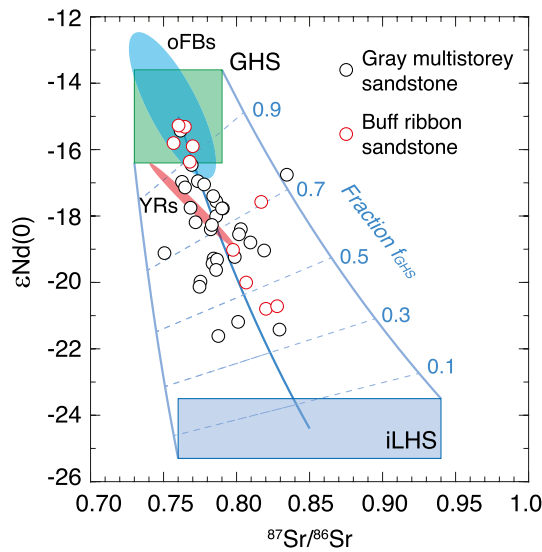 -12
-14
-16
-18
-20
-22
-24
-26
εNd(0)
oFBs
GHS
Gray multistorey
sandstone
Buff ribbon
sandstone
0.9
0.7
0.5
0.3
0.1
Fraction fGHS
YRs
iLHS
0.70 0.75 0.80 0.85 0.90 0.95 1.0
87Sr/86Sr